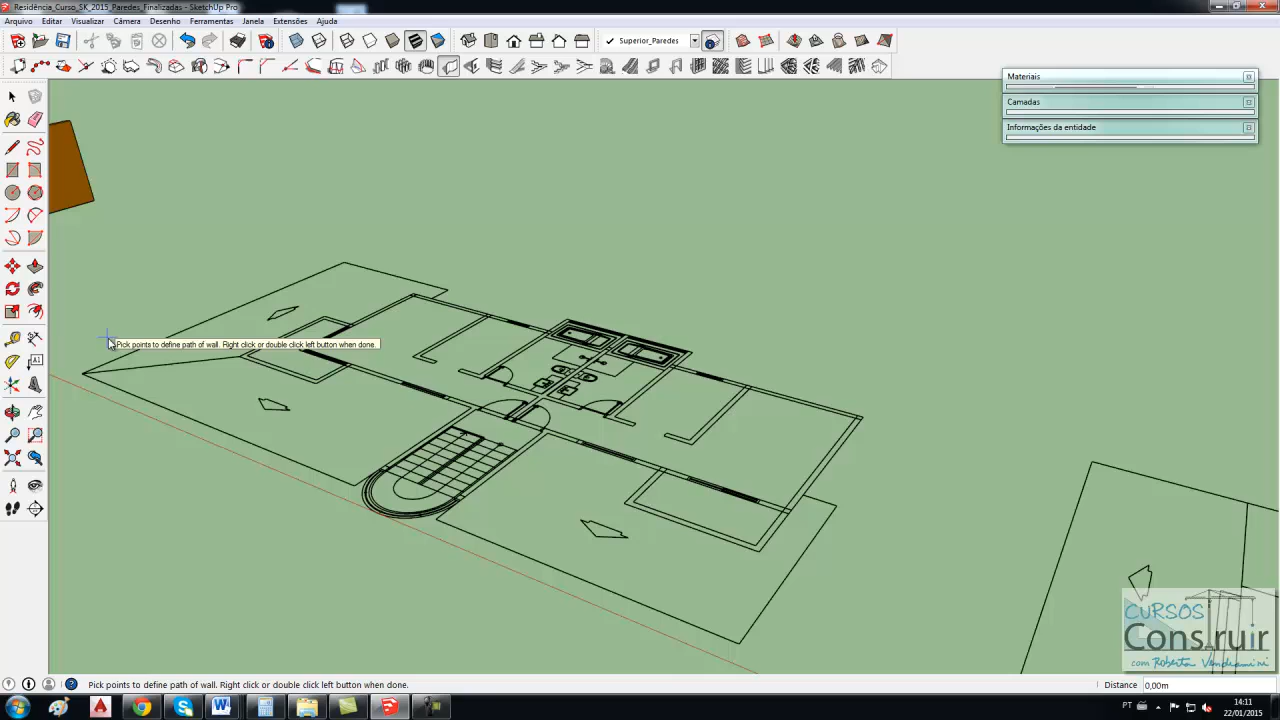 Residência_Curso_SK_2015_Paredes_Finalizadas - SketchUp Pro
Arquivo Editar Visualizar Câmera Desenho Ferramentas Janela Extensões Ajuda
Superior_Paredes
Materiais
Camadas
Informações da entidade
Pick points to define path of wall. Right click or double click left button when done.
CURSOS
Construir
com Roberta Vendramini
Pick points to define path of wall. Right click or double click left button when done.
Distance 0,00m
PT
14:11
22/01/2015